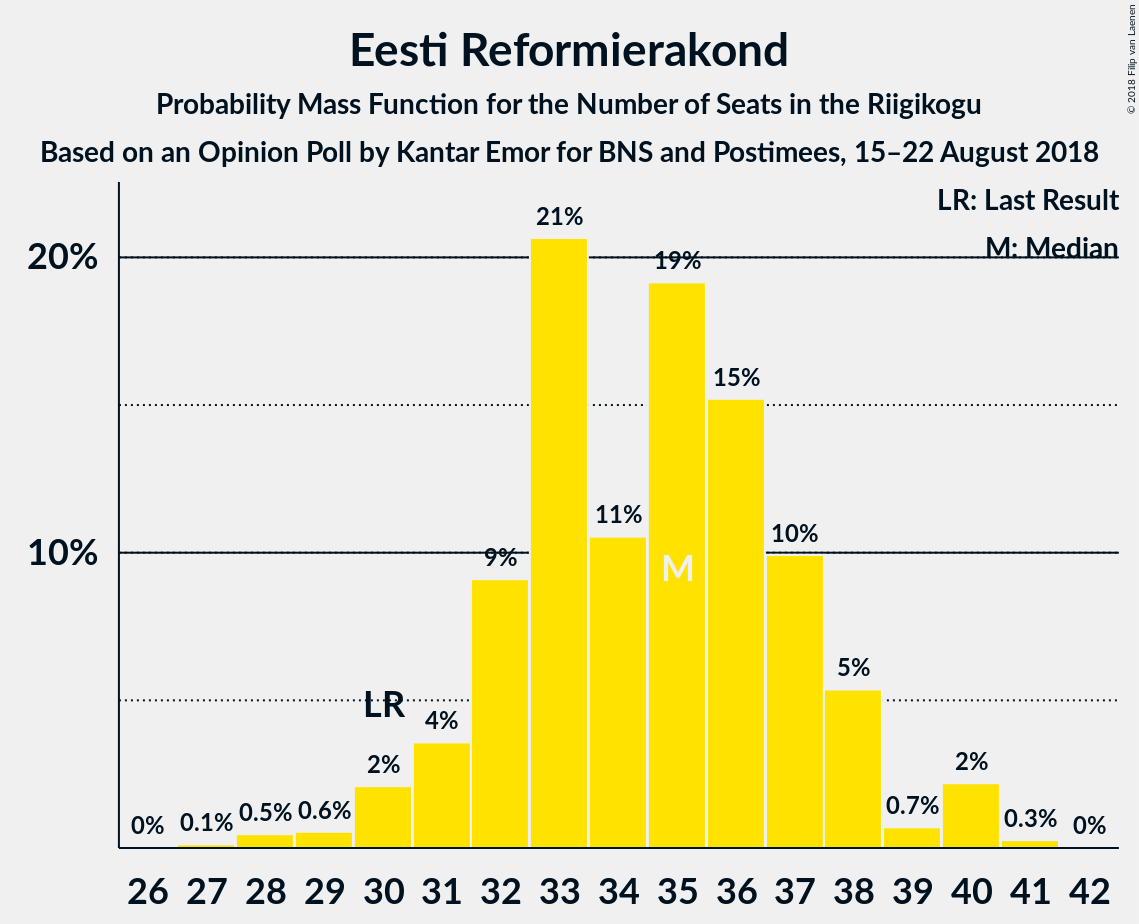 Eesti Reformierakond
Probability Mass Function for the Number of Seats in the Riigikogu
Based on an Opinion Poll by Kantar Emor for BNS and Postimees, 15–22 August 2018
© 2018 Filip van Laenen
LR: Last Result
M: Median
20%
10%
0%
0.1%
0.5%
0.6%
2%
4%
9%
21%
11%
19%
15%
10%
5%
0.7%
2%
0.3%
0%
LR
M
26 27 28 29 30 31 32 33 34 35 36 37 38 39 40 41 42